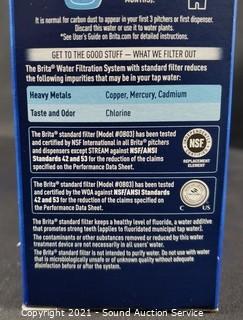 MONTHS).
It is normal for carbon dust to appear in your first 3 pitchers or first dispenser.
Discard this water or use it to water plants.
*See User's Guide on Brita.com for detailed instructions.
GET TO THE GOOD STUFF — WHAT WE FILTER OUT
The Brita® Water Filtration System with standard filter reduces the
following impurities that may be in your tap water:
Heavy Metals Copper, Mercury, Cadmium
Taste and Odor Chlorine
The Brita® standard filter [Model #OB03] has been tested
and certified by NSF International in all Brita® pitchers
and dispensers except STREAM against NSF/ANSI
Standards 42 and 53 for the reduction of the claims
specified on the Performance Data Sheet.
NSF
REPLACEMENT
ELEMENT
The Brita® standard filter [Model #OB03] has been tested
and certified by the WQA against NSF/ANSI Standards
42 and 53 for the reduction of the claims specified on the
Performance Data Sheet.
C US
The Brita® standard filter keeps a healthy level of fluoride, a water additive
that promotes strong teeth (applies to fluoridated municipal tap water).
The contaminants or other substances removed or reduced by this water
treatment device are not necessarily in all users' water.
The Brita® standard filter is not intended to purify water. Do not use with water
that is microbiologically unsafe or of unknown quality without adequate
disinfection before or after the system.
Copyright 2021 - Sound Auction Service